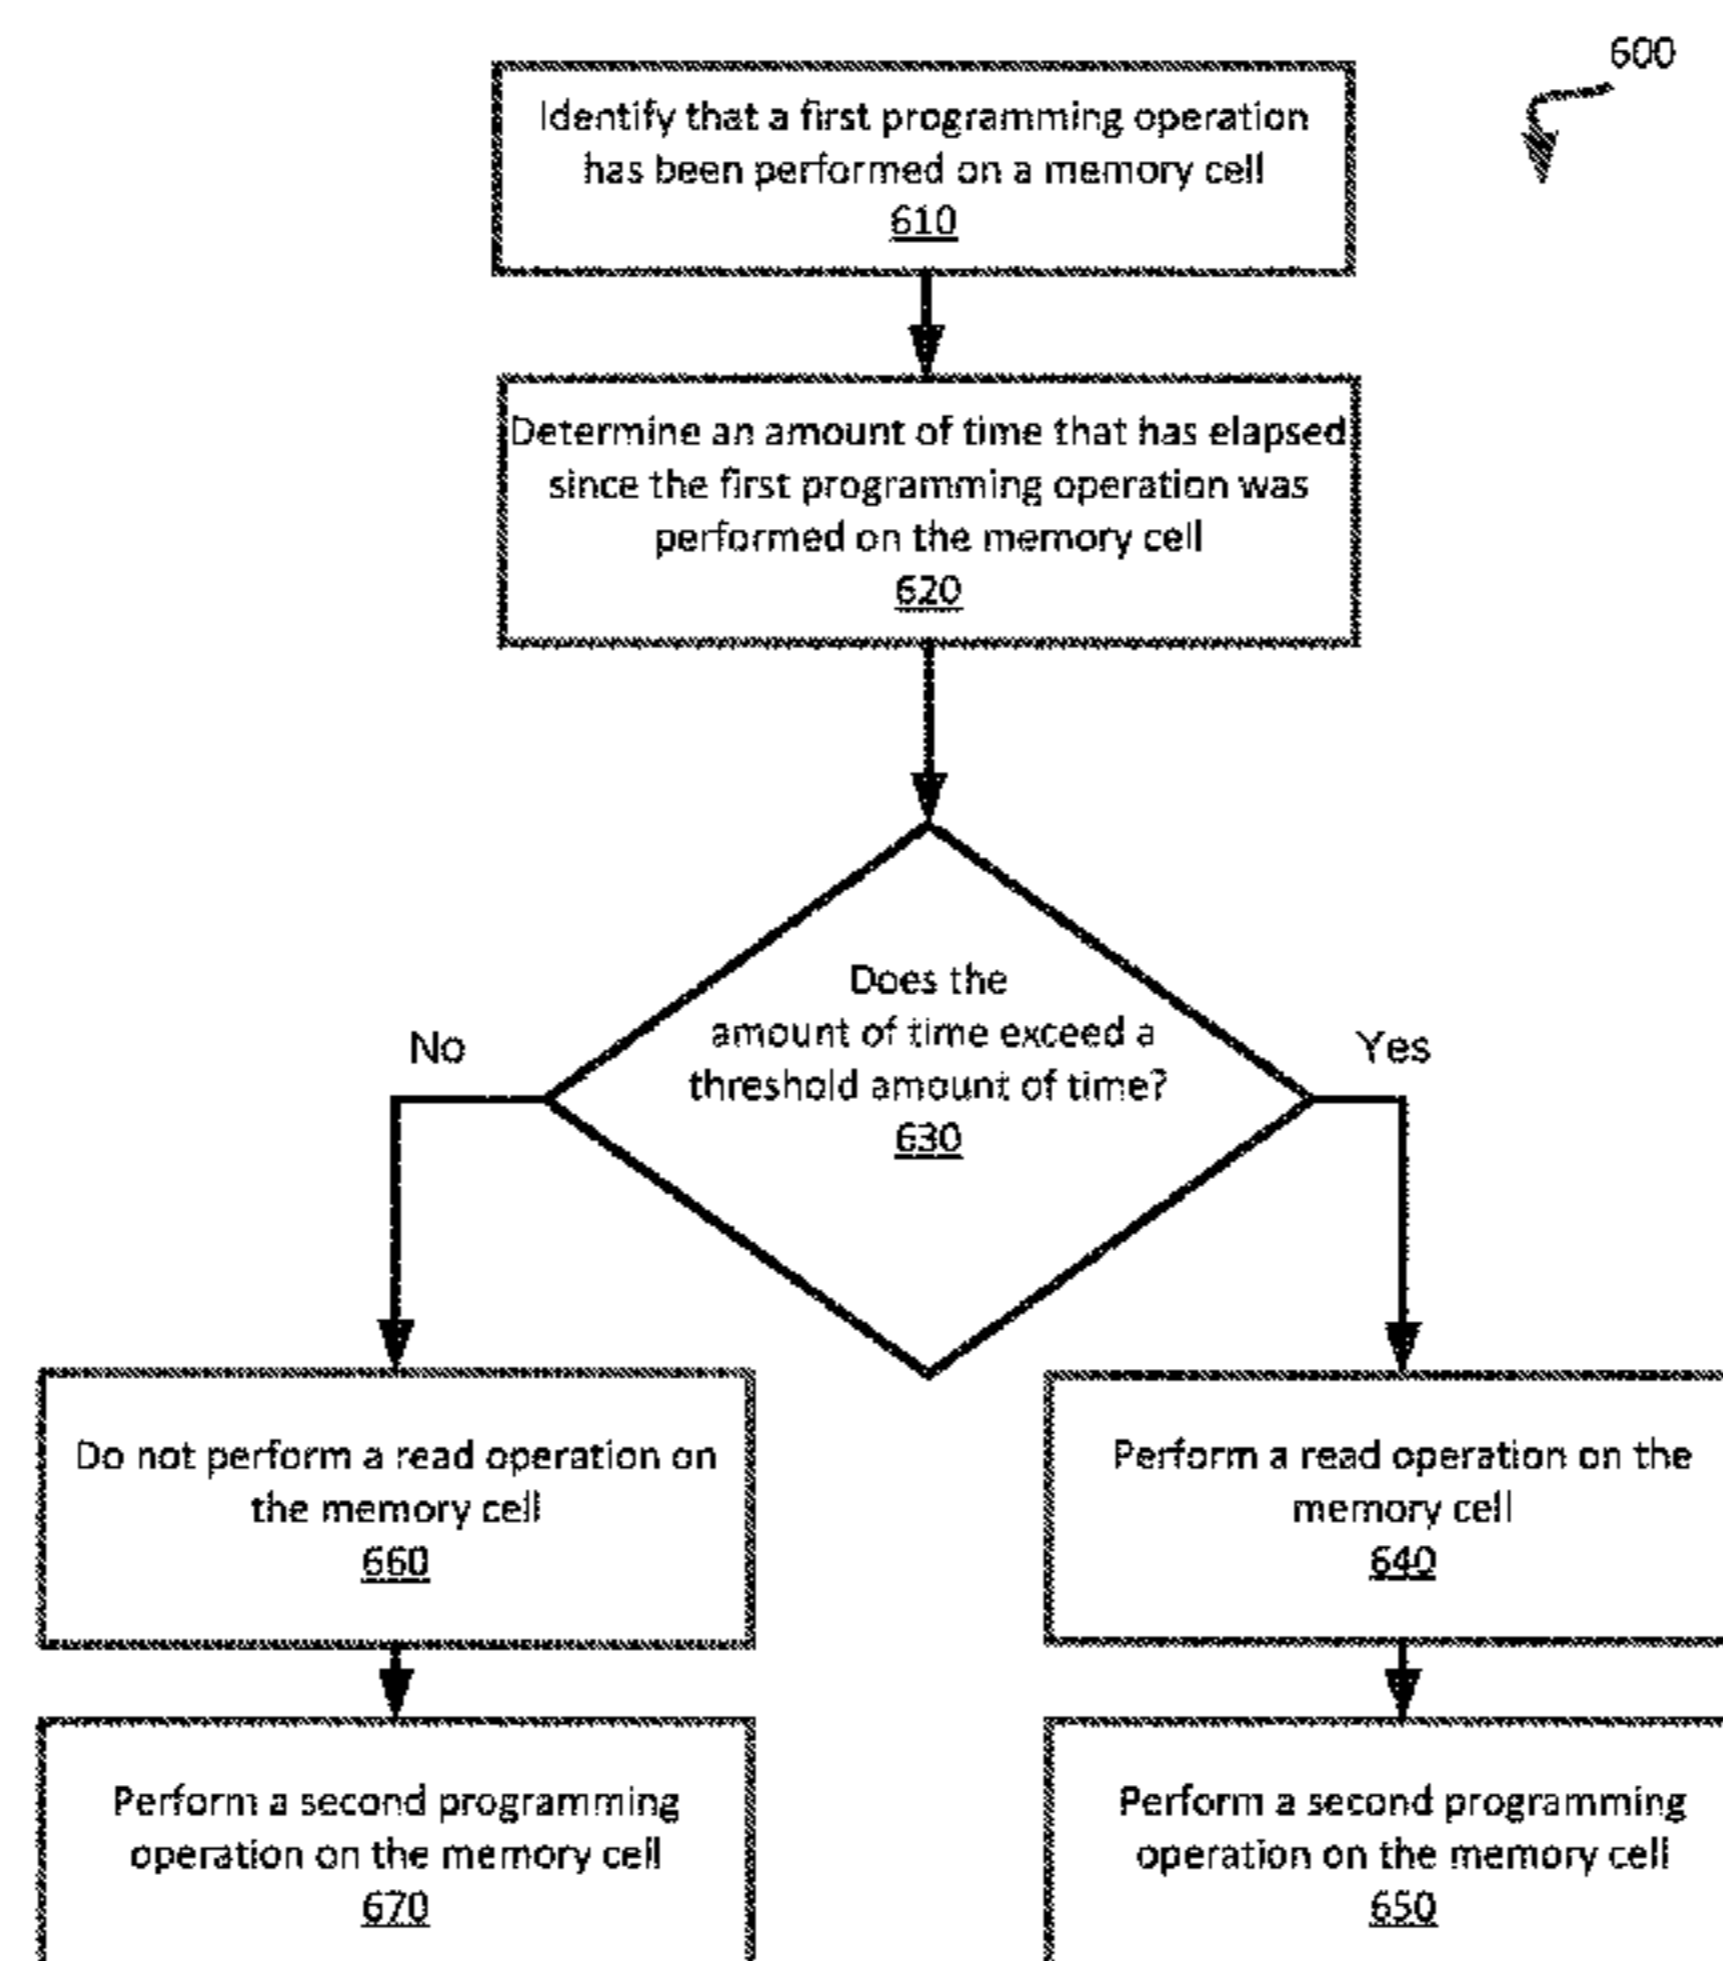 600
Identify that a first programming operation
has been performed on a memory cell
610
Determine an amount of time that has elapsed
since the first programming operation was
performed on the memory cell
620
Does the
amount of time exceed a
threshold amount of time?
630
No
Yes
Do not perform a read operation on
the memory cell
660
Perform a read operation on the
memory cell
640
Perform a second programming
operation on the memory cell
670
Perform a second programming
operation on the memory cell
650